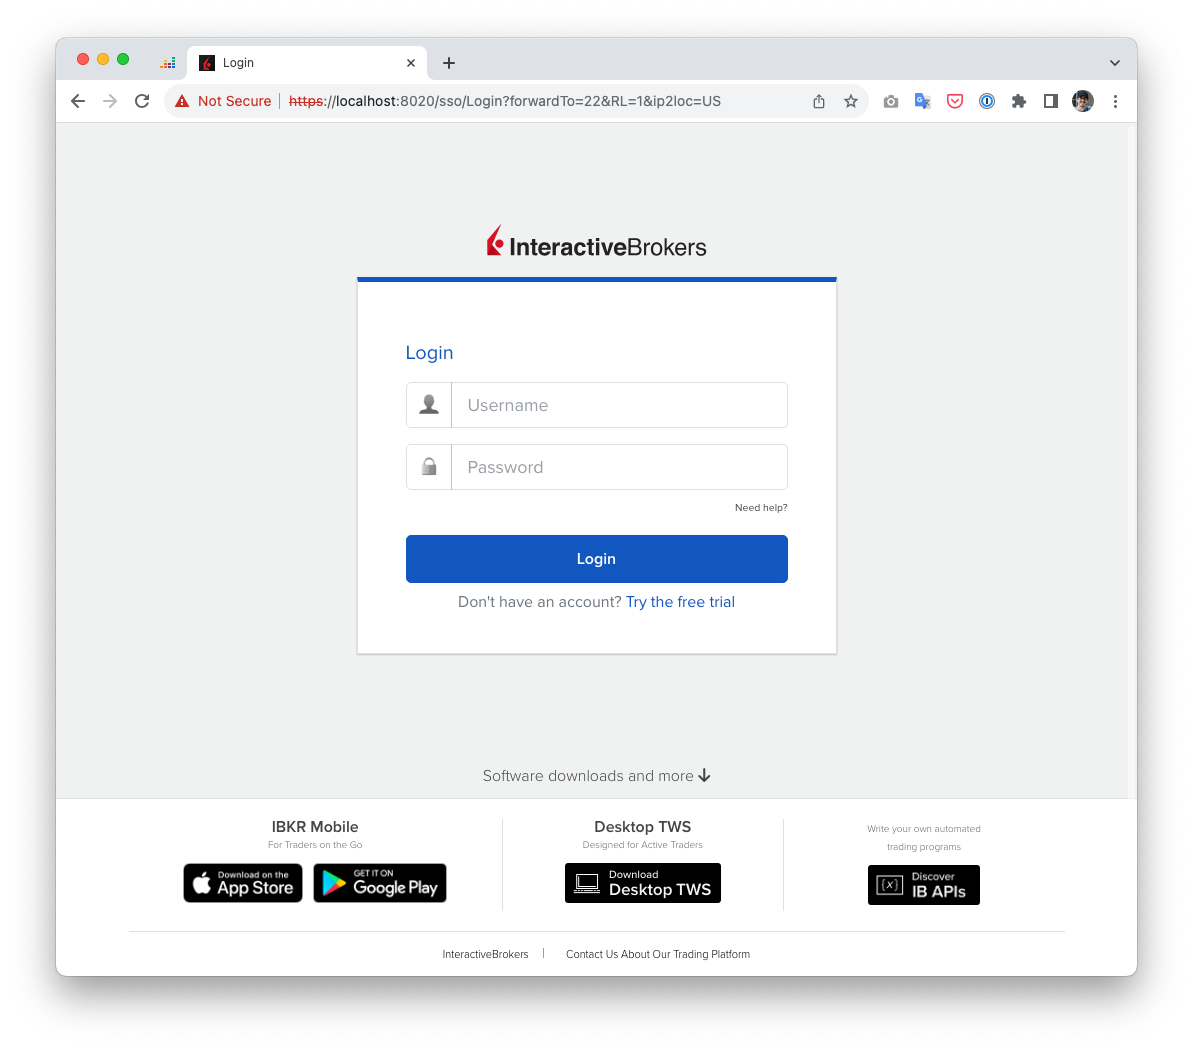 Login
Not Secure https://localhost:8020/sso/Login?forwardTo=22&RL=1&ip2loc=US
InteractiveBrokers
Login
Username
Password
Need help?
Login
Don't have an account? Try the free trial
Software downloads and more
IBKR Mobile
For Traders on the Go
Download on the
App Store
GET IT ON
Google Play
Desktop TWS
Designed for Active Traders
Download
Desktop TWS
Write your own automated
trading programs
{x}
Discover
IB APIs
InteractiveBrokers
Contact Us About Our Trading Platform